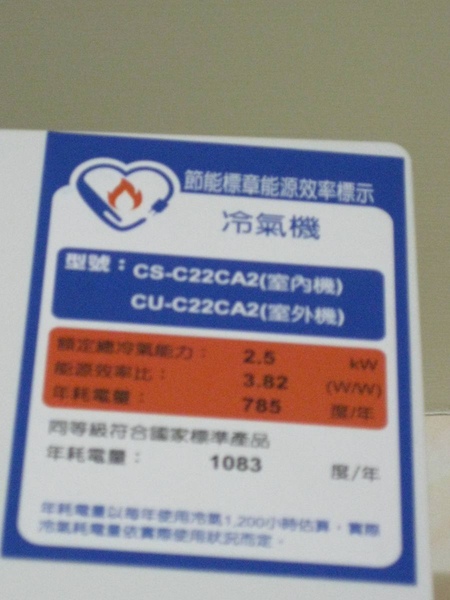 節能標章能源效率標示
冷氣機
型號：CS-C22CA2(室內機)
CU-C22CA2(室外機)
額定總冷氣能力： 2.5 kW
能源效率比： 3.82 (W/W)
年耗電量： 785 度/年
同等級符合國家標準產品
年耗電量： 1083 度/年
年耗電量以每年使用冷氣1,200小時估算，實際
冷氣耗電量依實際使用狀況而定。